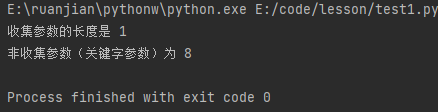 E:\ruanjian\pythonw\python.exe E:/code/lesson/test1.py
收集参数的长度是 1
非收集参数（关键字参数）为 8
Process finished with exit code 0